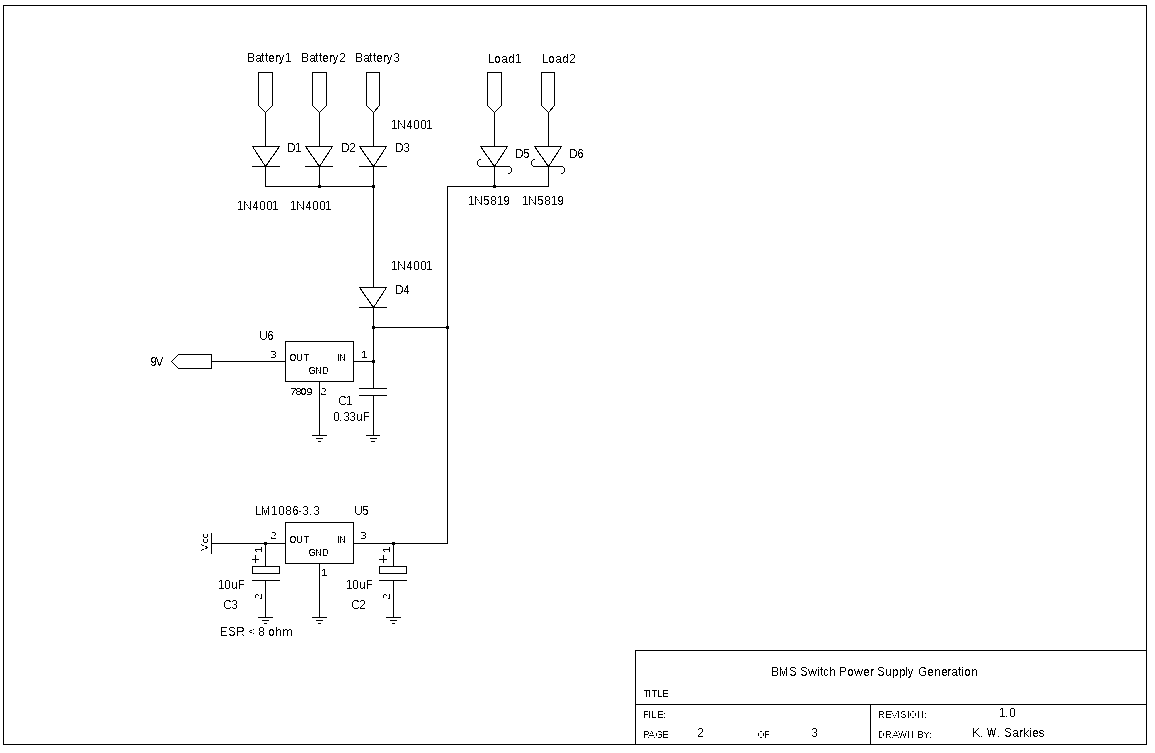 Battery1 Battery2 Battery3 Load1 Load2
1N4001
D1 D2 D3 D5 D6
1N4001 1N4001 1N5819 1N5819
1N4001
D4
U6
9V 3 OUT IN 1
GND
7809 2
C1
0.33uF
LM1086-3.3 U5
Vcc 2 OUT IN 3
GND
+ 1 + 1
1
10uF 2 10uF 2
C3 C2
ESR < 8 ohm
BMS Switch Power Supply Generation
TITLE
FILE: REVISION: 1.0
PAGE 2 OF 3 DRAWN BY: K. W. Sarkies